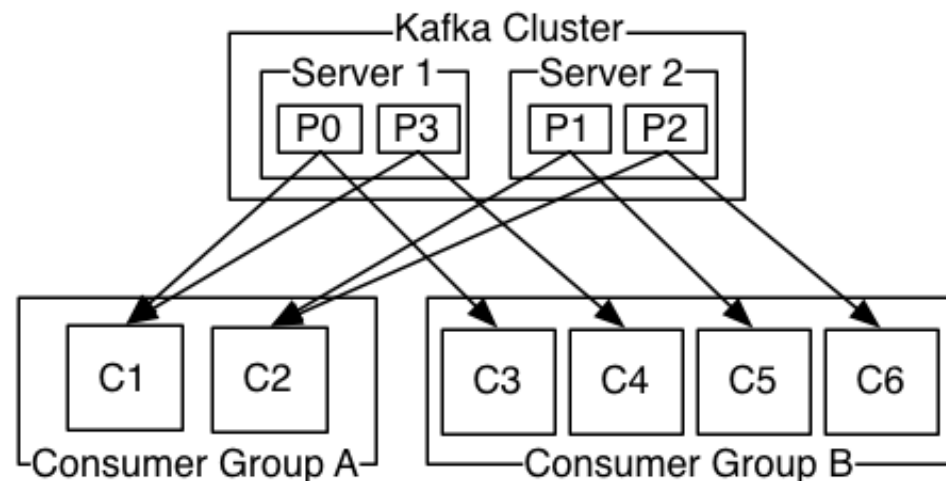 Kafka Cluster
Server 1 Server 2
P0 P3 P1 P2
C1 C2 C3 C4 C5 C6
Consumer Group A Consumer Group B